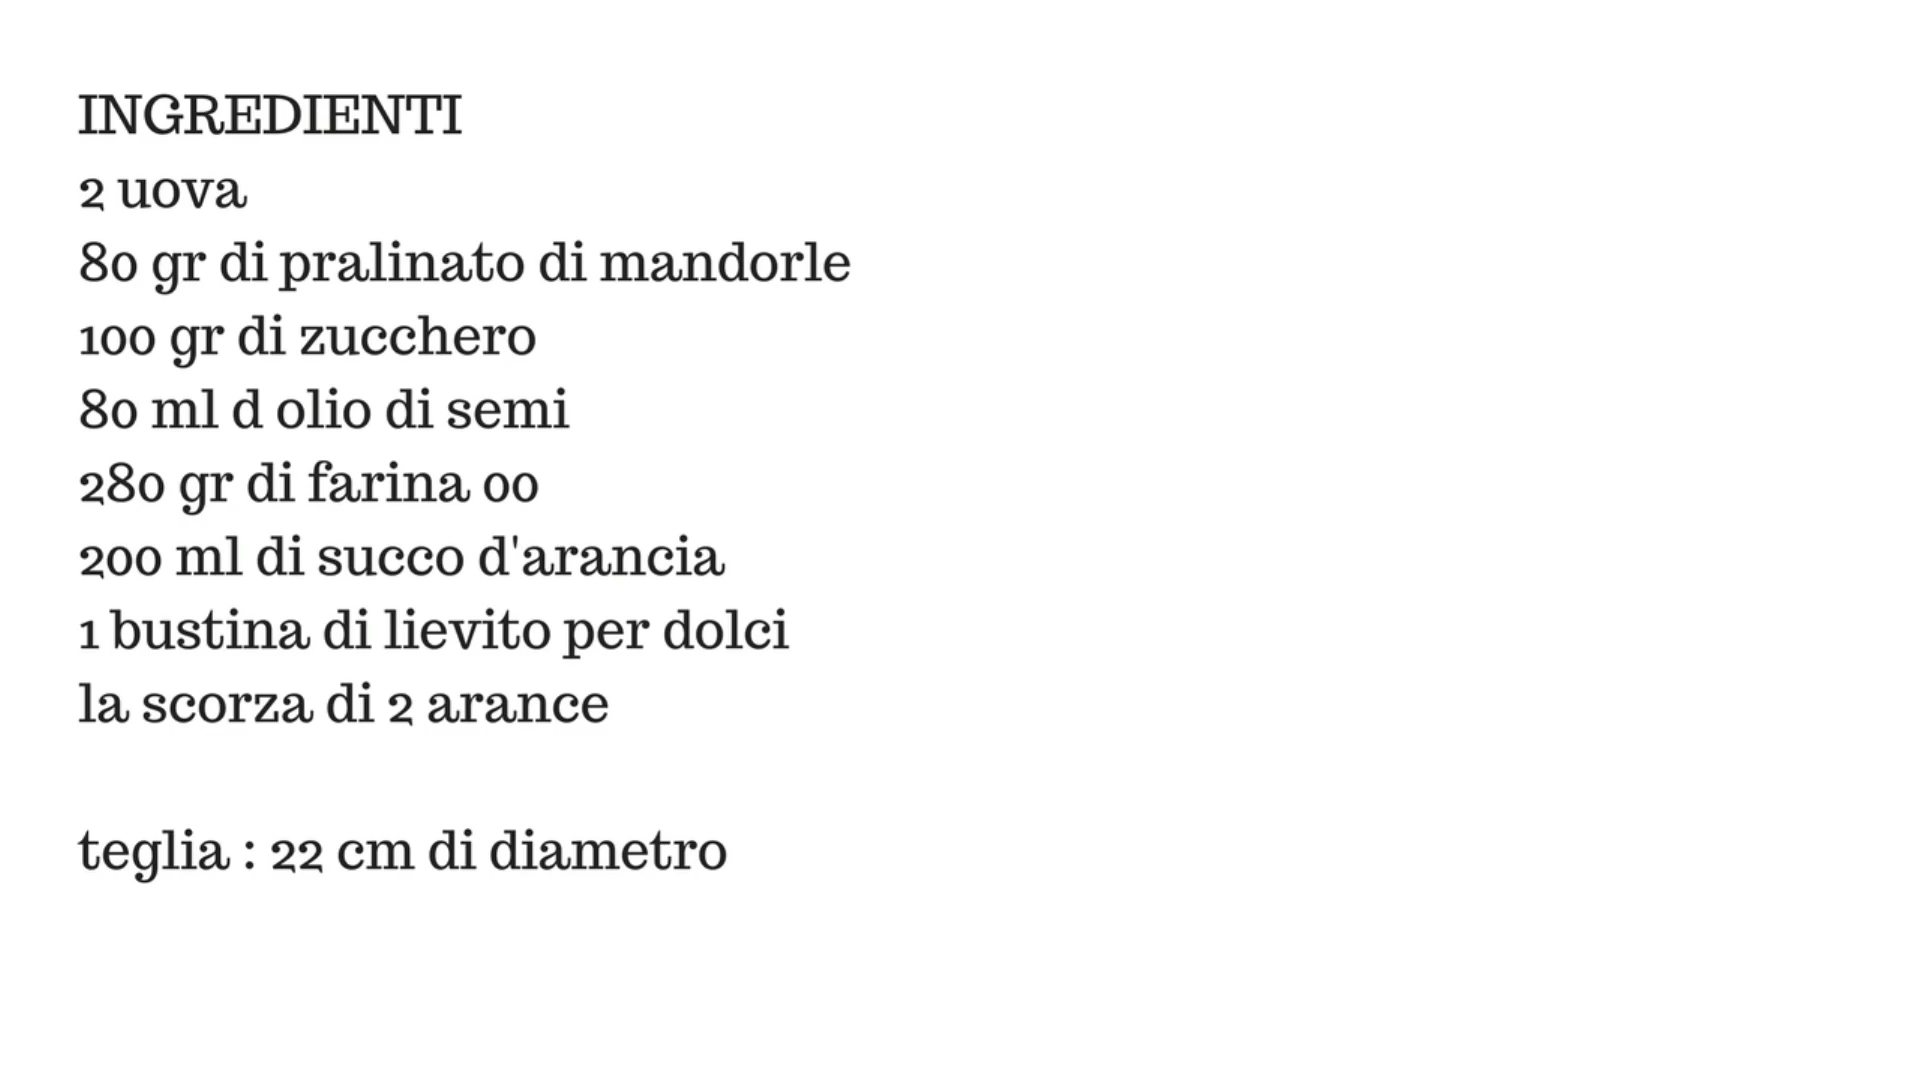 INGREDIENTI
2 uova
80 gr di pralinato di mandorle
100 gr di zucchero
80 ml d olio di semi
280 gr di farina 00
200 ml di succo d'arancia
1 bustina di lievito per dolci
la scorza di 2 arance
teglia : 22 cm di diametro